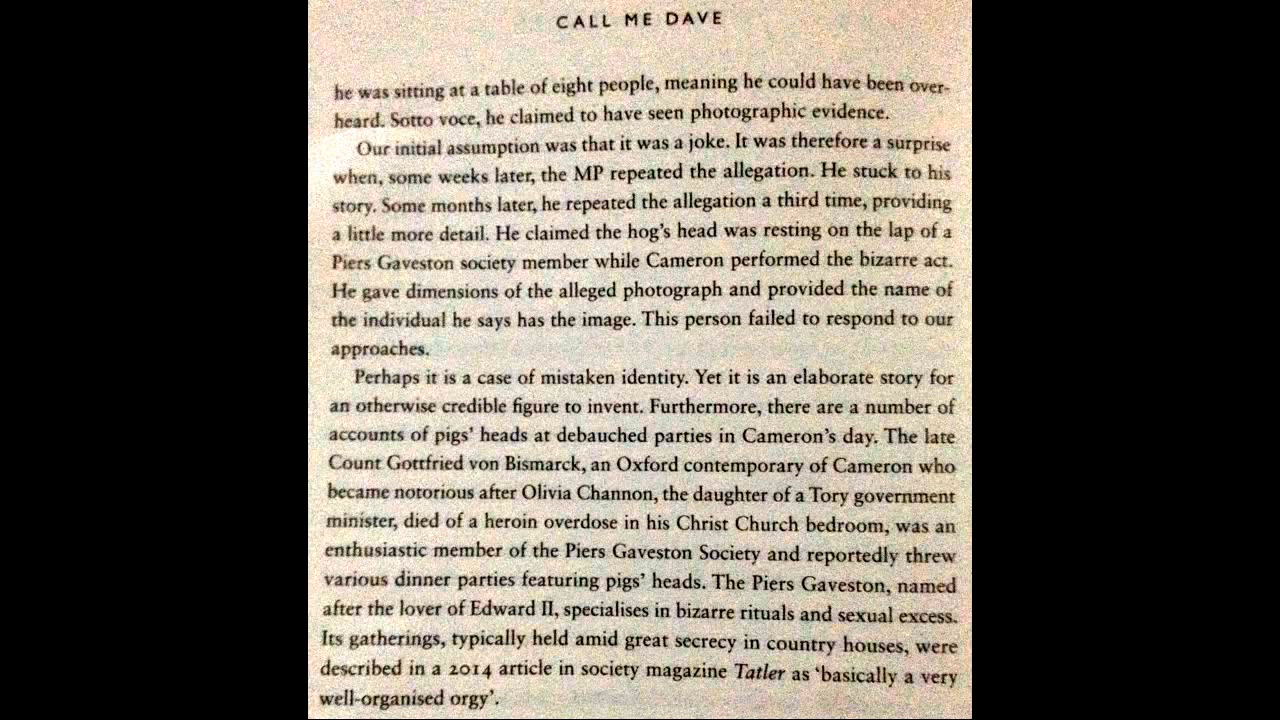 CALL ME DAVE
he was sitting at a table of eight people, meaning he could have been over-
heard. Sotto voce, he claimed to have seen photographic evidence.
Our initial assumption was that it was a joke. It was therefore a surprise
when, some weeks later, the MP repeated the allegation. He stuck to his
story. Some months later, he repeated the allegation a third time, providing
a little more detail. He claimed the hog's head was resting on the lap of a
Piers Gaveston society member while Cameron performed the bizarre act.
He gave dimensions of the alleged photograph and provided the name of
the individual he says has the image. This person failed to respond to our
approaches.
Perhaps it is a case of mistaken identity. Yet it is an elaborate story for
an otherwise credible figure to invent. Furthermore, there are a number of
accounts of pigs' heads at debauched parties in Cameron's day. The late
Count Gottfried von Bismarck, an Oxford contemporary of Cameron who
became notorious after Olivia Channon, the daughter of a Tory government
minister, died of a heroin overdose in his Christ Church bedroom, was an
enthusiastic member of the Piers Gaveston Society and reportedly threw
various dinner parties featuring pigs' heads. The Piers Gaveston, named
after the lover of Edward II, specialises in bizarre rituals and sexual excess.
Its gatherings, typically held amid great secrecy in country houses, were
described in a 2014 article in society magazine Tatler as 'basically a very
well-organised orgy'.